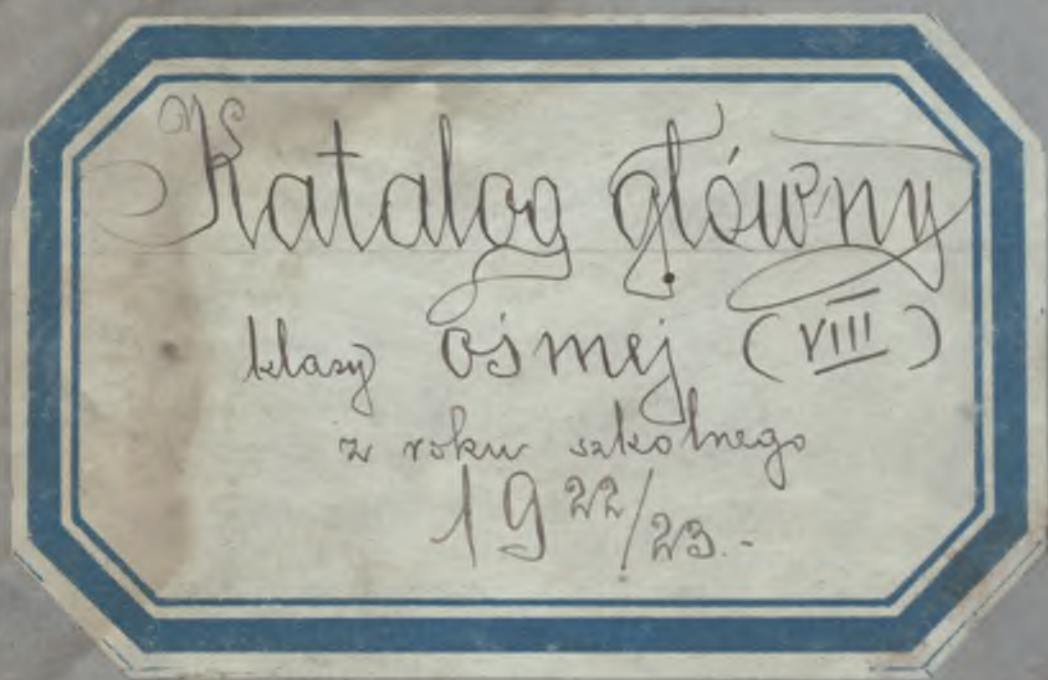 Katalog główny
klasy ósmej (VIII)
z roku szkolnego
1922/23.-